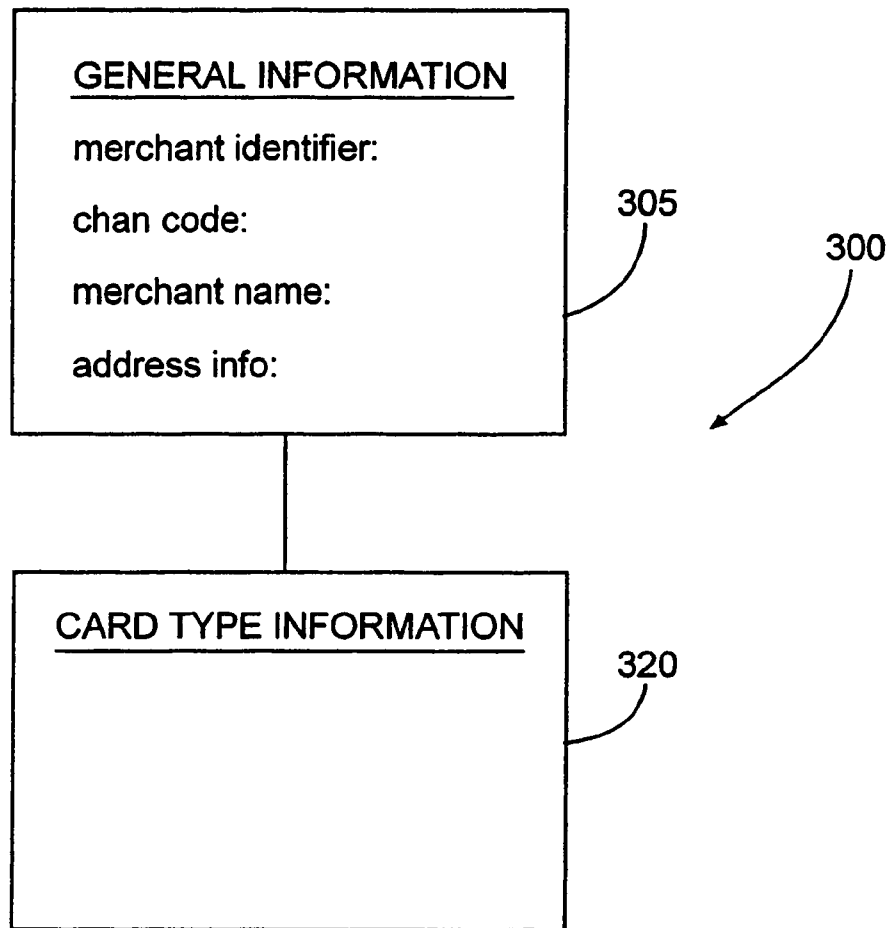 GENERAL INFORMATION
merchant identifier:
chan code:
merchant name:
address info:
305
300
CARD TYPE INFORMATION
320